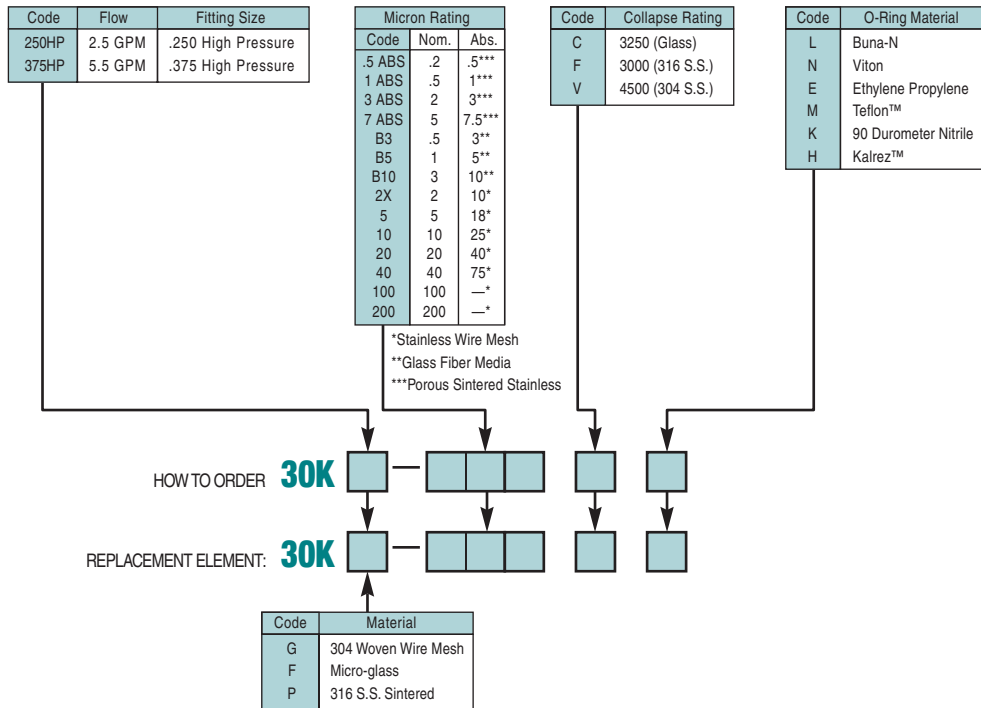 Code Flow Fitting Size
250HP 2.5 GPM .250 High Pressure
375HP 5.5 GPM .375 High Pressure
Micron Rating
Code Nom. Abs.
.5 ABS .2 .5***
1 ABS .5 1***
3 ABS 2 3***
7 ABS 5 7.5***
B3 .5 3**
B5 1 5**
B10 3 10**
2X 2 10*
5 5 18*
10 10 25*
20 20 40*
40 40 75*
100 100 —*
200 200 —*
*Stainless Wire Mesh
**Glass Fiber Media
***Porous Sintered Stainless
Code Collapse Rating
C 3250 (Glass)
F 3000 (316 S.S.)
V 4500 (304 S.S.)
Code O-Ring Material
L Buna-N
N Viton
E Ethylene Propylene
M Teflon™
K 90 Durometer Nitrile
H Kalrez™
HOW TO ORDER 30K —
REPLACEMENT ELEMENT: 30K —
Code Material
G 304 Woven Wire Mesh
F Micro-glass
P 316 S.S. Sintered